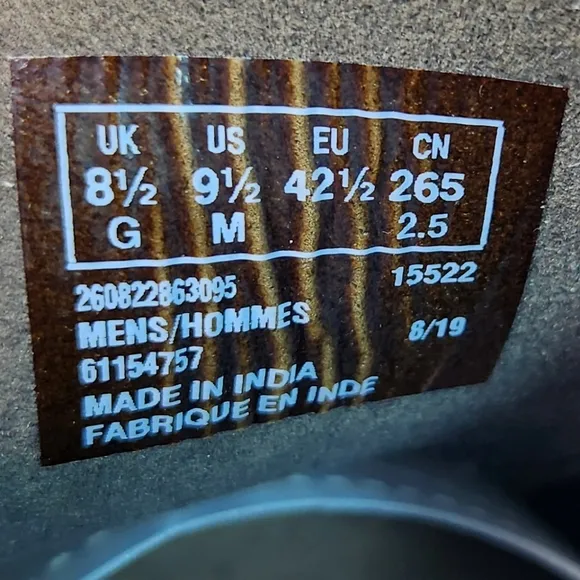 UK US EU CN
8½ 9½ 42½ 265
G M 2.5
260822863095 15522
MENS/HOMMES 8/19
61154757
MADE IN INDIA
FABRIQUE EN INDE